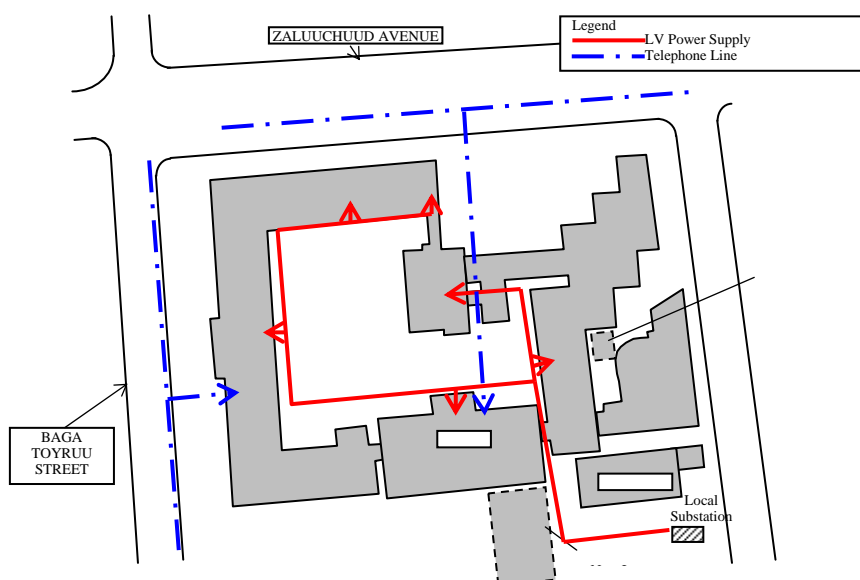 ZALUUCHUUD AVENUE
Legend
LV Power Supply
Telephone Line
BAGA
TOYRUU
STREET
Local
Substation